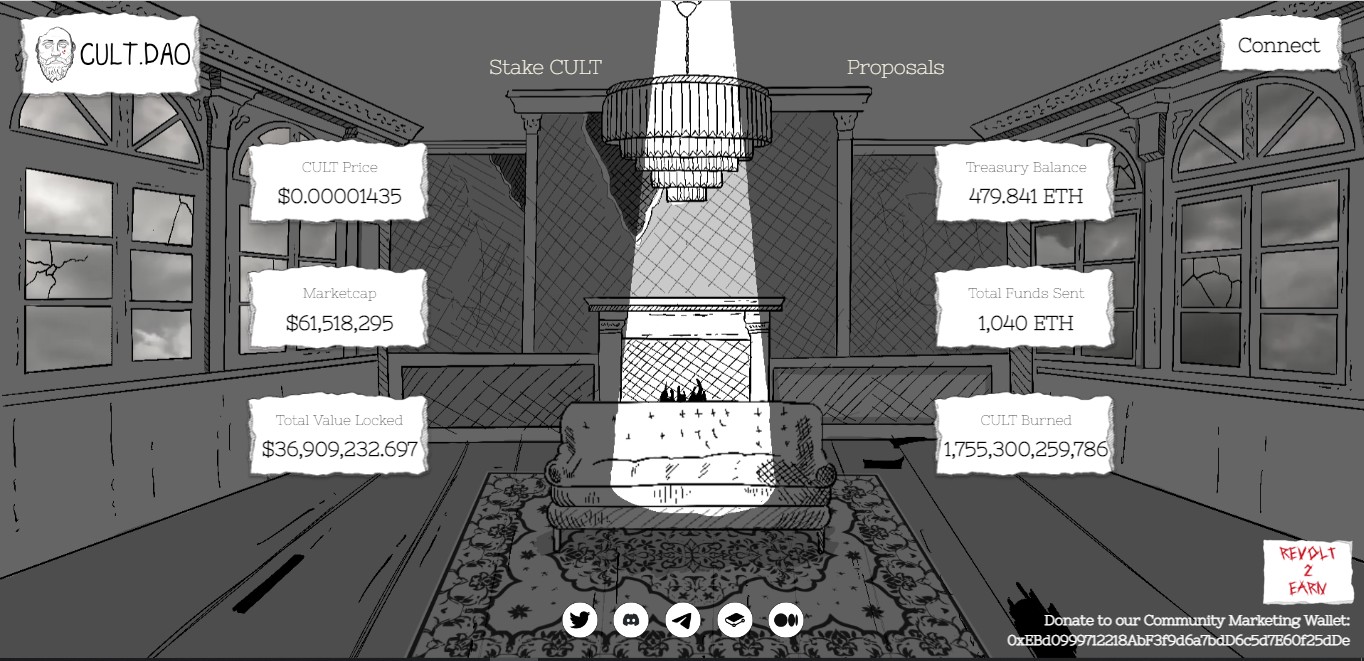 CULT.DAO
Stake CULT
Proposals
Connect
CULT Price
$0.00001435
Treasury Balance
479.841 ETH
Marketcap
$61,518,295
Total Funds Sent
1,040 ETH
Total Value Locked
$36,909,232.697
CULT Burned
1,755,300,259,786
REVOLT
2
EARN
Donate to our Community Marketing Wallet:
0xEBd0999712218AbF3f9d6a7bdD6c5d7E60f25dDe